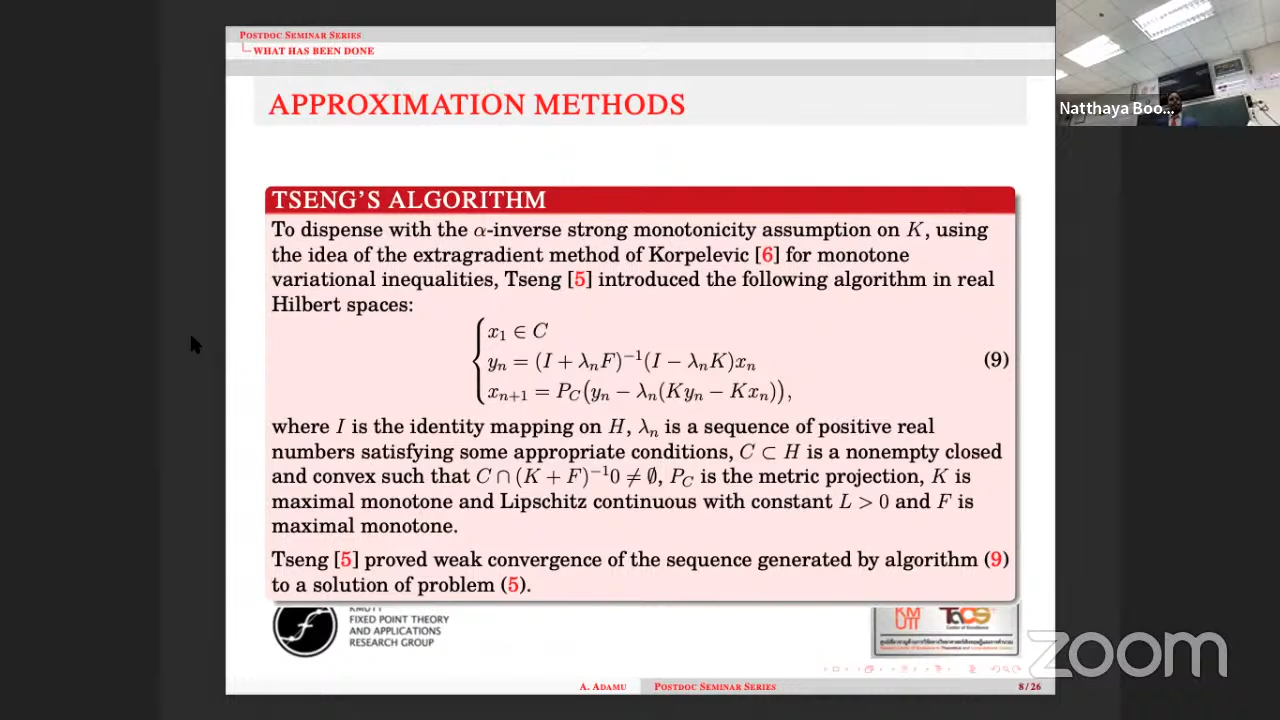 POSTDOC SEMINAR SERIES
WHAT HAS BEEN DONE
APPROXIMATION METHODS
Natthaya Boo...
TSENG'S ALGORITHM
To dispense with the α-inverse strong monotonicity assumption on K, using
the idea of the extragradient method of Korpelevic [6] for monotone
variational inequalities, Tseng [5] introduced the following algorithm in real
Hilbert spaces:
x₁ ∈ C
yₙ = (I + λₙF)⁻¹(I − λₙK)xₙ
xₙ₊₁ = P_C(yₙ − λₙ(Kyₙ − Kxₙ)),
(9)
where I is the identity mapping on H, λₙ is a sequence of positive real
numbers satisfying some appropriate conditions, C ⊂ H is a nonempty closed
and convex such that C ∩ (K + F)⁻¹0 ≠ ∅, P_C is the metric projection, K is
maximal monotone and Lipschitz continuous with constant L > 0 and F is
maximal monotone.
Tseng [5] proved weak convergence of the sequence generated by algorithm (9)
to a solution of problem (5).
KMUTT
FIXED POINT THEORY
AND APPLICATIONS
RESEARCH GROUP
KM
UTT
TaCS
Center of Excellence
zoom
A. ADAMU
POSTDOC SEMINAR SERIES
8 / 26